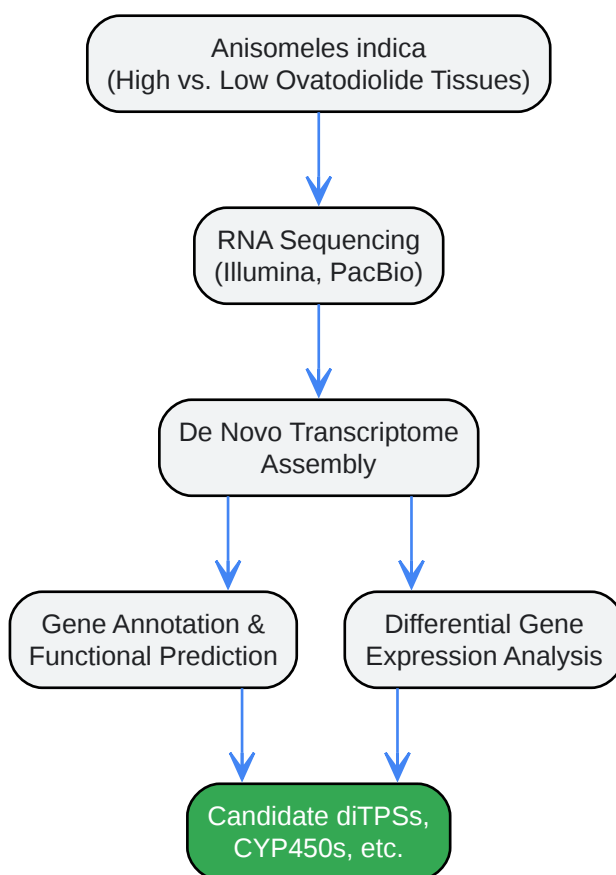 Anisomeles indica
(High vs. Low Ovatodiolide Tissues)
RNA Sequencing
(Illumina, PacBio)
De Novo Transcriptome
Assembly
Gene Annotation &
Functional Prediction
Differential Gene
Expression Analysis
Candidate diTPSs,
CYP450s, etc.